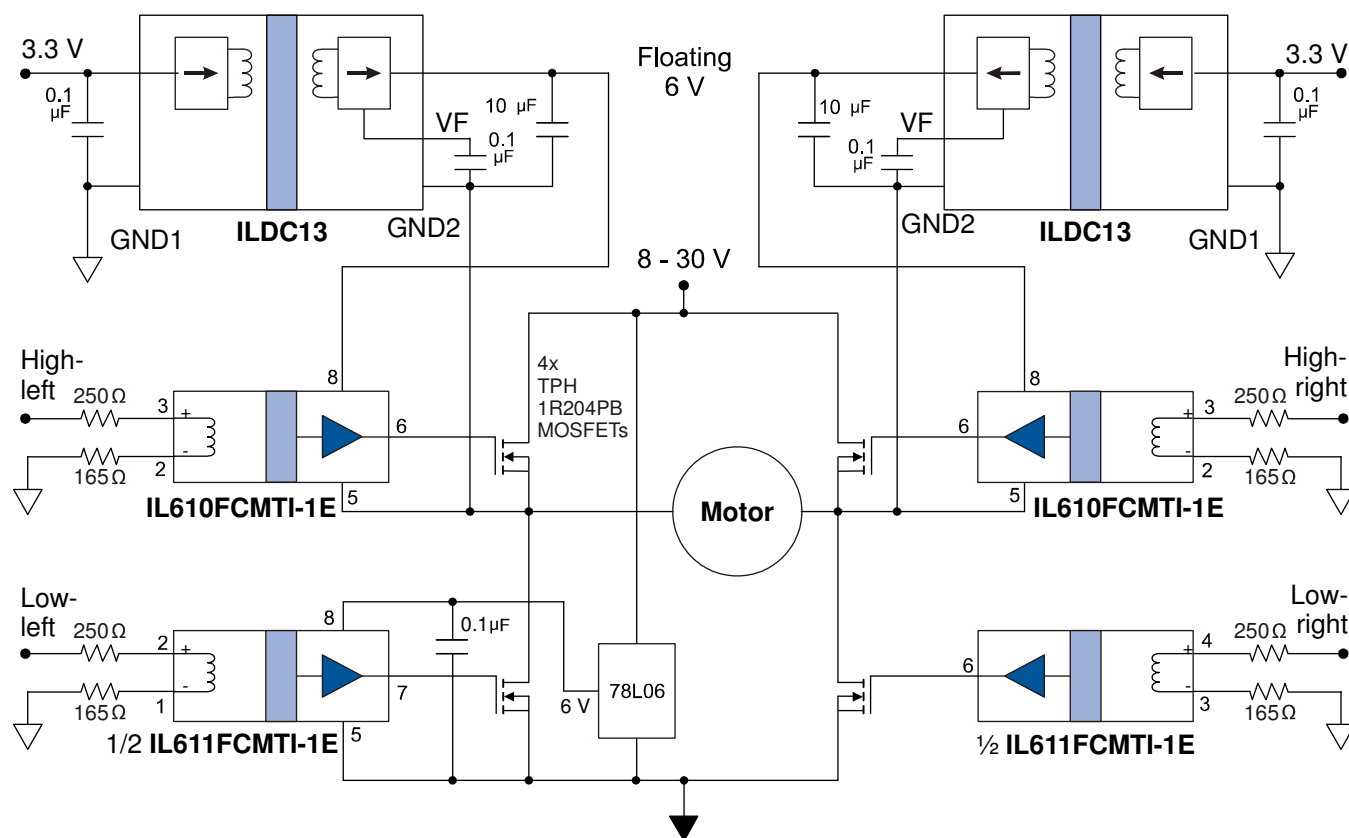 3.3 V
0.1
µF
VF
0.1
µF
10 µF
GND1
ILDC13
GND2
Floating
6 V
10 µF
VF
0.1
µF
3.3 V
0.1
µF
GND2
ILDC13
GND1
8 - 30 V
High-
left
250Ω
165Ω
3
+
-
2
8
6
5
IL610FCMTI-1E
4x
TPH
1R204PB
MOSFETs
Motor
High-
right
250Ω
165Ω
3
+
-
2
8
6
5
IL610FCMTI-1E
Low-
left
250Ω
165Ω
2
+
-
1
8
7
5
1/2 IL611FCMTI-1E
0.1µF
6 V
78L06
Low-
right
250Ω
165Ω
4
+
-
3
6
½ IL611FCMTI-1E